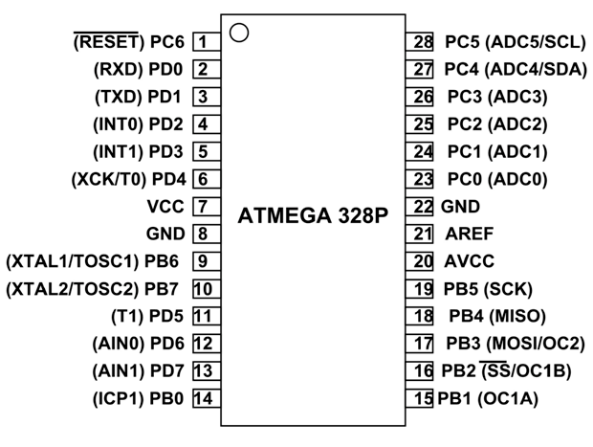 (RESET) PC6 1
(RXD) PD0 2
(TXD) PD1 3
(INT0) PD2 4
(INT1) PD3 5
(XCK/T0) PD4 6
VCC 7
GND 8
(XTAL1/TOSC1) PB6 9
(XTAL2/TOSC2) PB7 10
(T1) PD5 11
(AIN0) PD6 12
(AIN1) PD7 13
(ICP1) PB0 14
ATMEGA 328P
28 PC5 (ADC5/SCL)
27 PC4 (ADC4/SDA)
26 PC3 (ADC3)
25 PC2 (ADC2)
24 PC1 (ADC1)
23 PC0 (ADC0)
22 GND
21 AREF
20 AVCC
19 PB5 (SCK)
18 PB4 (MISO)
17 PB3 (MOSI/OC2)
16 PB2 (SS/OC1B)
15 PB1 (OC1A)